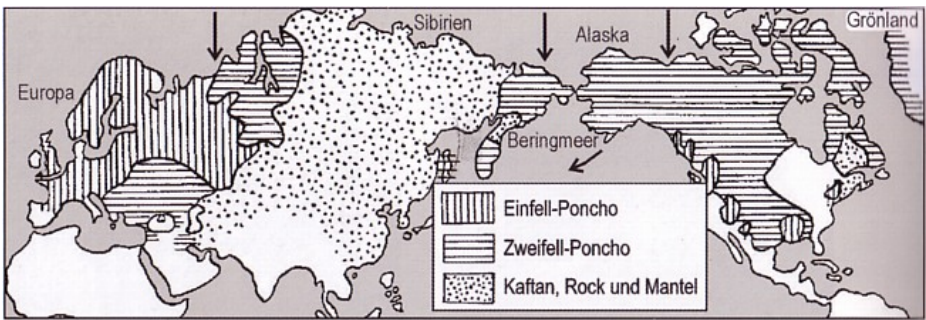 Sibirien
Grönland
Alaska
Europa
Beringmeer
Einfell-Poncho
Zweifell-Poncho
Kaftan, Rock und Mantel